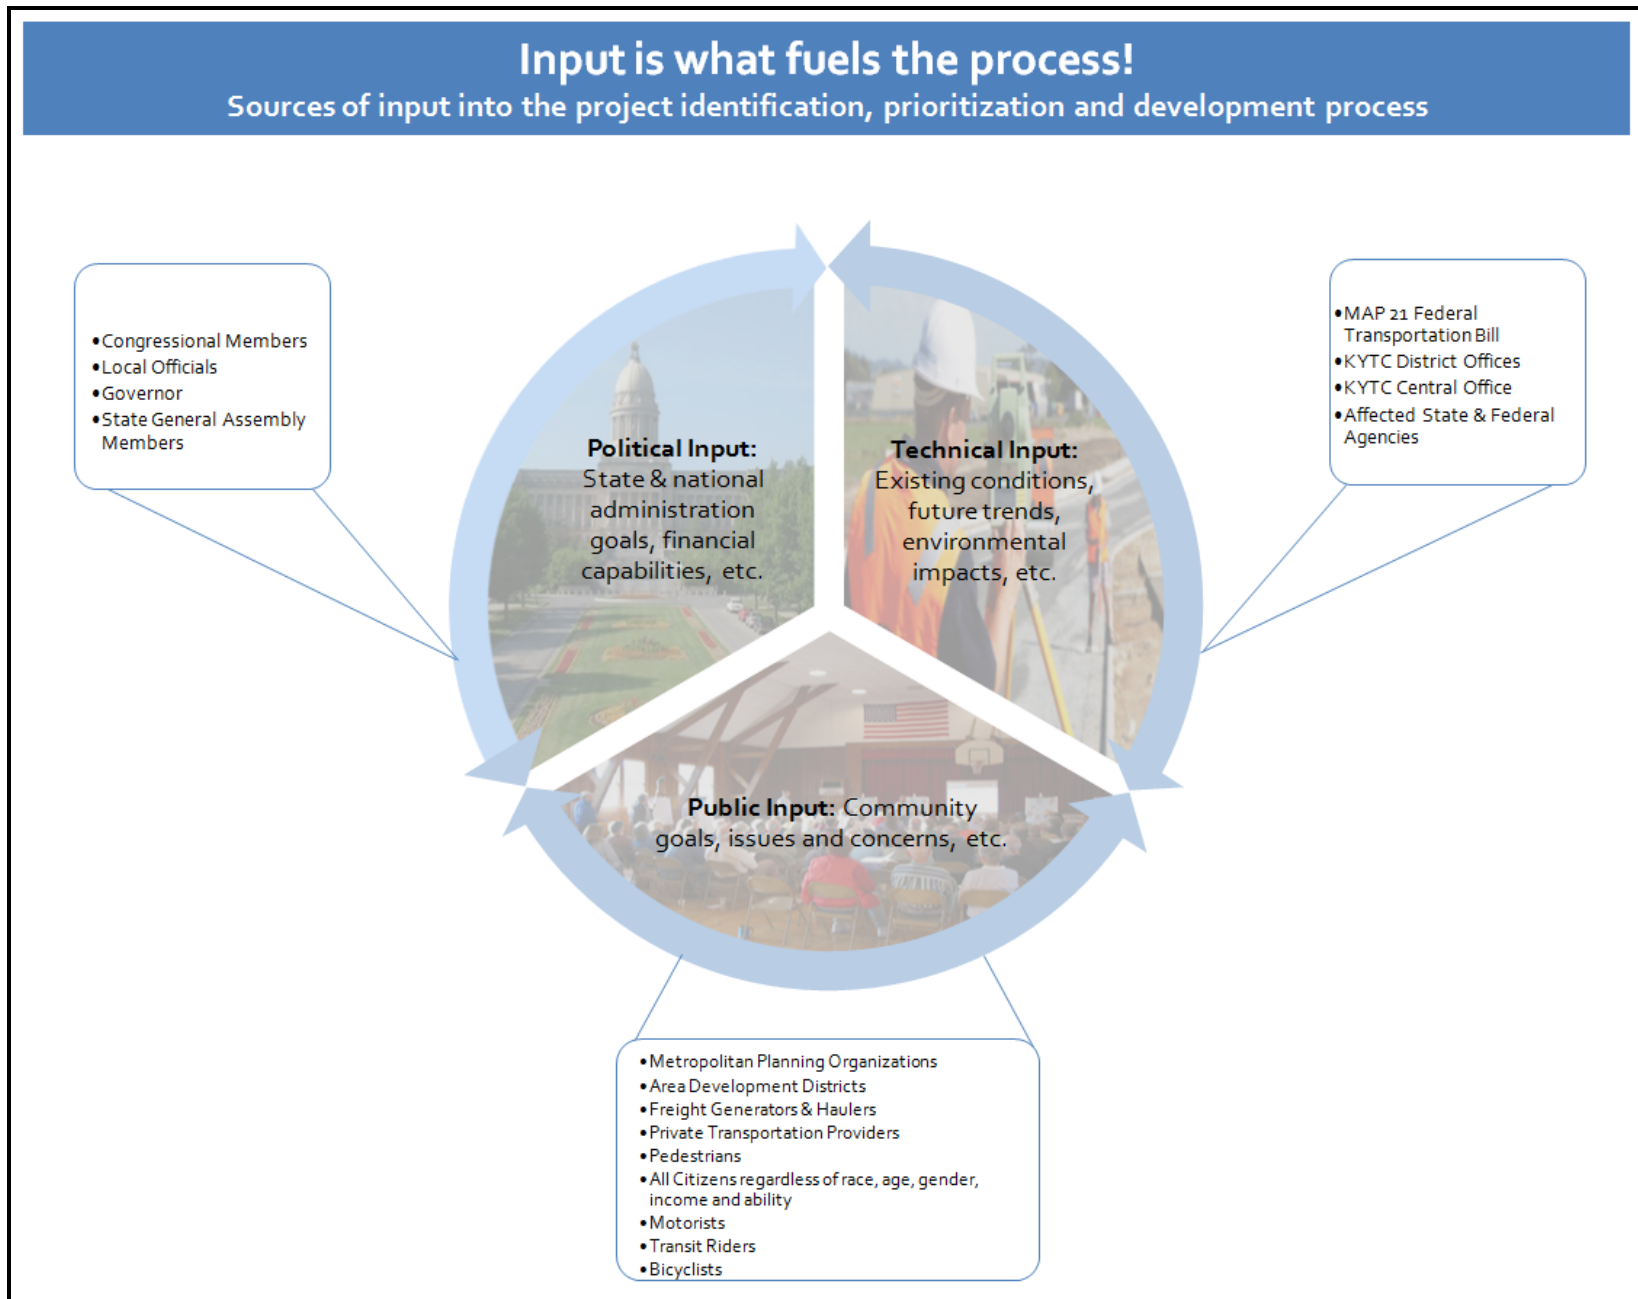 Input is what fuels the process!
Sources of input into the project identification, prioritization and development process
•Congressional Members
•Local Officials
•Governor
•State General Assembly
Members
Political Input:
State & national
administration
goals, financial
capabilities, etc.
Technical Input:
Existing conditions,
future trends,
environmental
impacts, etc.
•MAP 21 Federal
Transportation Bill
•KYTC District Offices
•KYTC Central Office
•Affected State & Federal
Agencies
Public Input: Community
goals, issues and concerns, etc.
•Metropolitan Planning Organizations
•Area Development Districts
•Freight Generators & Haulers
•Private Transportation Providers
•Pedestrians
•All Citizens regardless of race, age, gender,
income and ability
•Motorists
•Transit Riders
•Bicyclists